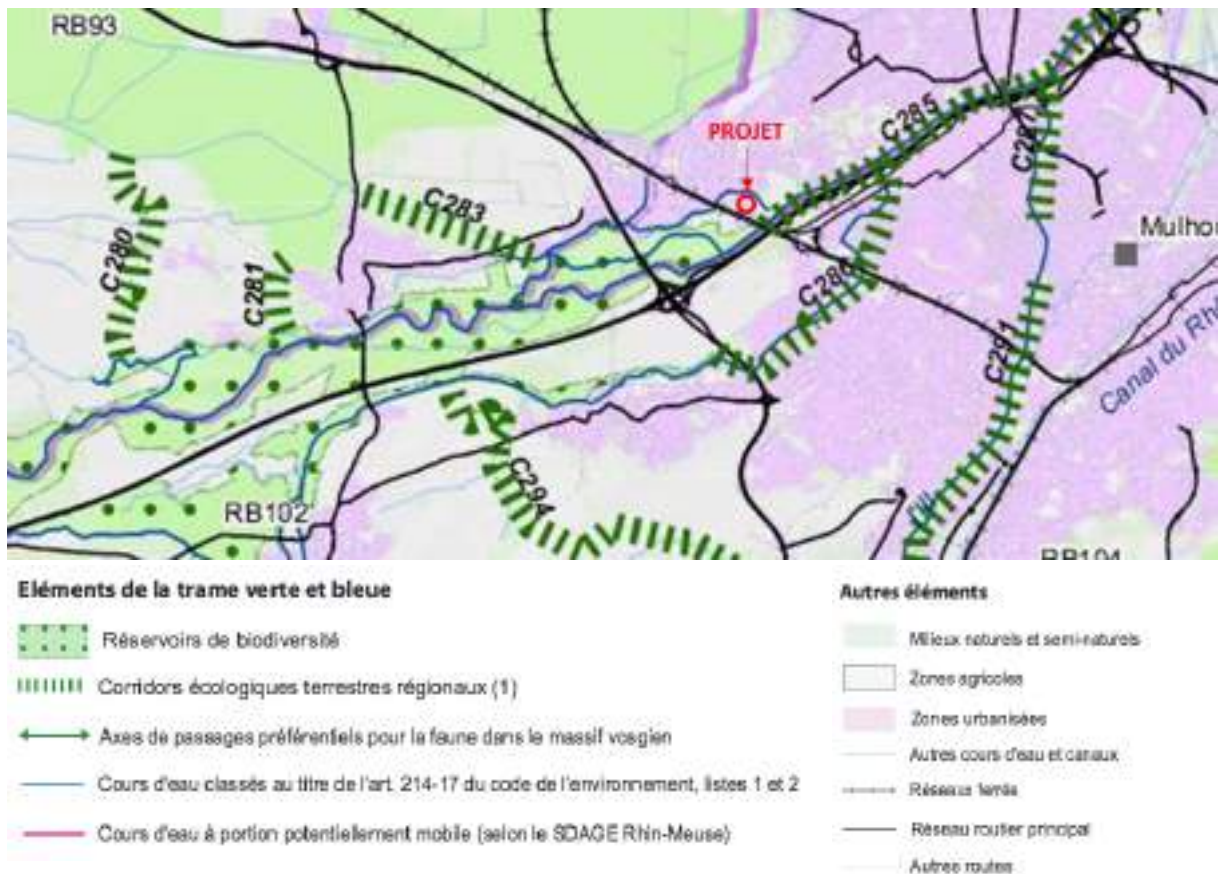 RB93
PROJET
C285
C287
C283
C280
C281
C286
Mulhou
C291
Canal du Rh
C294
RB102
Ill
RB104
Eléments de la trame verte et bleue
Réservoirs de biodiversité
Corridors écologiques terrestres régionaux (1)
Axes de passages préférentiels pour la faune dans le massif vosgien
Cours d'eau classés au titre de l'art. 214-17 du code de l'environnement, listes 1 et 2
Cours d'eau à portion potentiellement mobile (selon le SDAGE Rhin-Meuse)
Autres éléments
Milieux naturels et semi-naturels
Zones agricoles
Zones urbanisées
Autres cours d'eau et canaux
Réseaux ferrés
Réseau routier principal
Autres routes